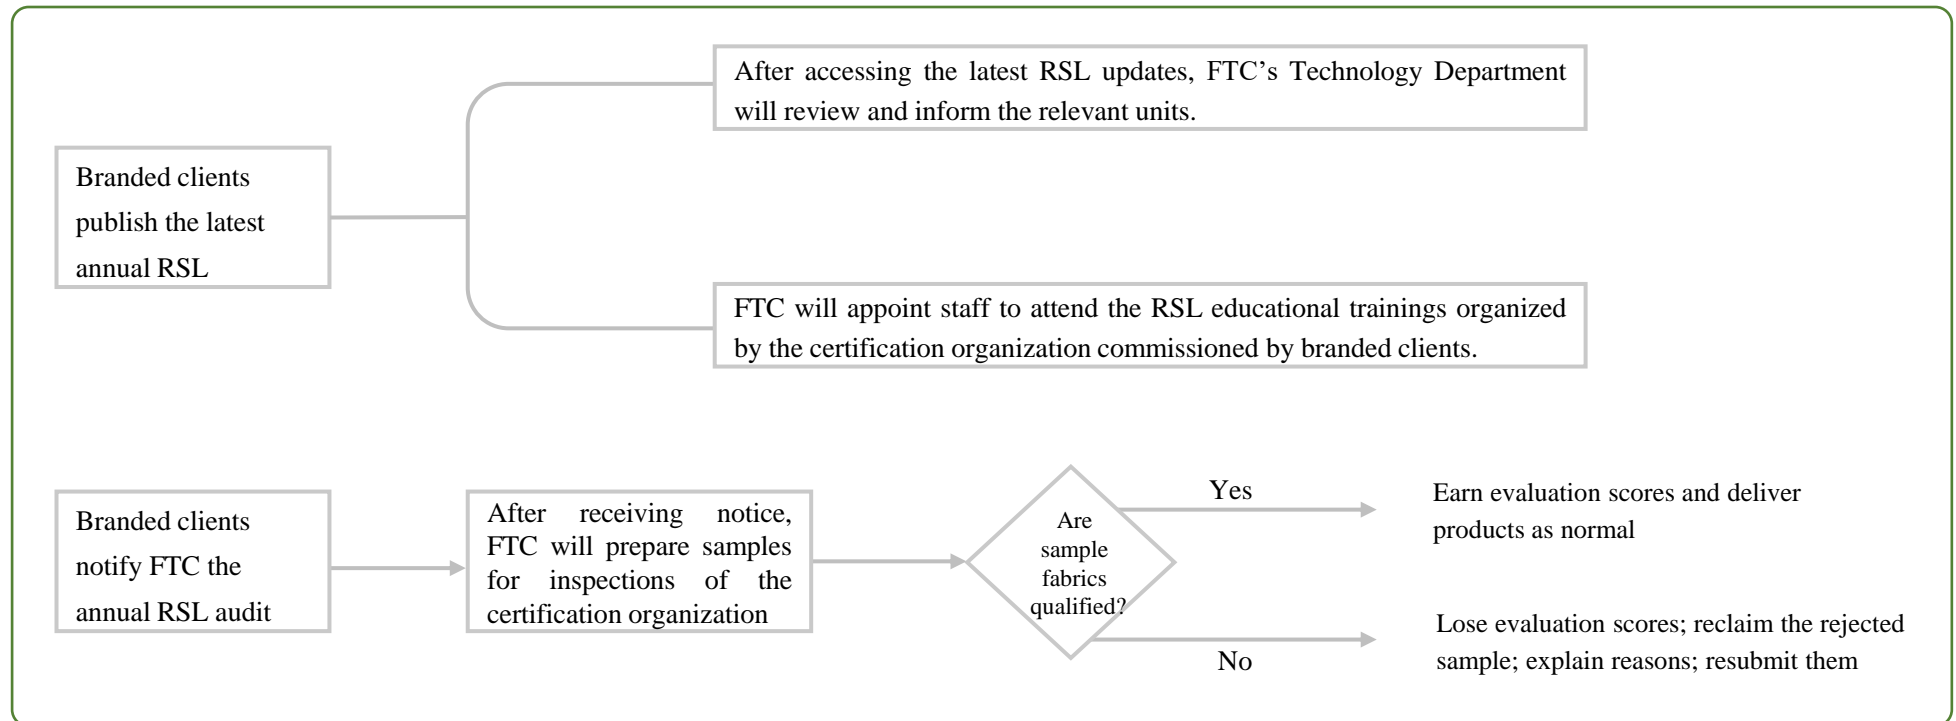 After accessing the latest RSL updates, FTC’s Technology Department
will review and inform the relevant units.
Branded clients
publish the latest
annual RSL
FTC will appoint staff to attend the RSL educational trainings organized
by the certification organization commissioned by branded clients.
Branded clients
notify FTC the
annual RSL audit
After receiving notice,
FTC will prepare samples
for inspections of the
certification organization
Are
sample
fabrics
qualified?
Yes
Earn evaluation scores and deliver
products as normal
No
Lose evaluation scores; reclaim the rejected
sample; explain reasons; resubmit them